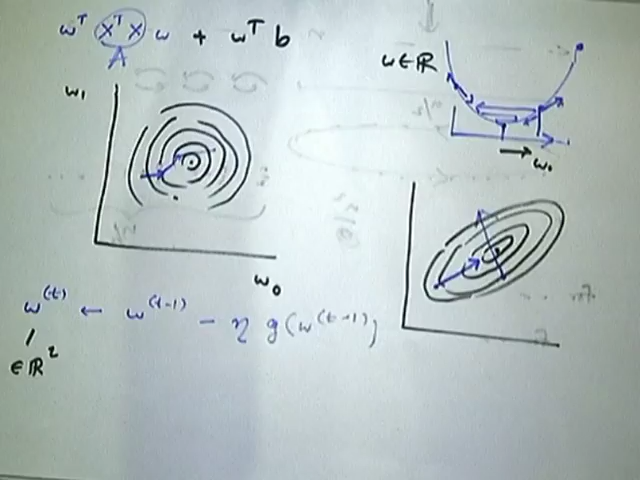 wᵀ (XᵀX) w + wᵀ b
A
w ∈ ℝ
w₁
w₀
w₀
w⁽ᵗ⁾ ← w⁽ᵗ⁻¹⁾ - η g(w⁽ᵗ⁻¹⁾)
∈ ℝ²